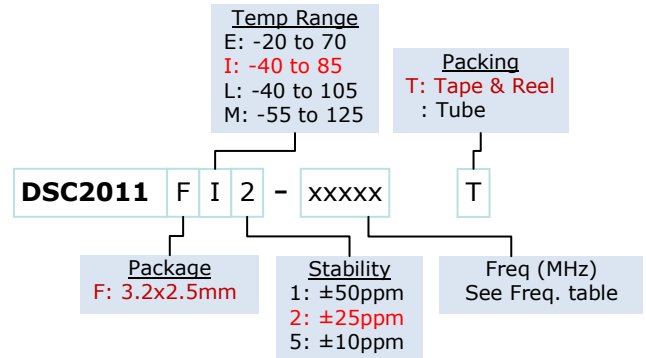 Temp Range
E: -20 to 70
I: -40 to 85
L: -40 to 105
M: -55 to 125
Packing
T: Tape & Reel
: Tube
DSC2011 F I 2 - xxxxx T
Package
F: 3.2x2.5mm
Stability
1: ±50ppm
2: ±25ppm
5: ±10ppm
Freq (MHz)
See Freq. table